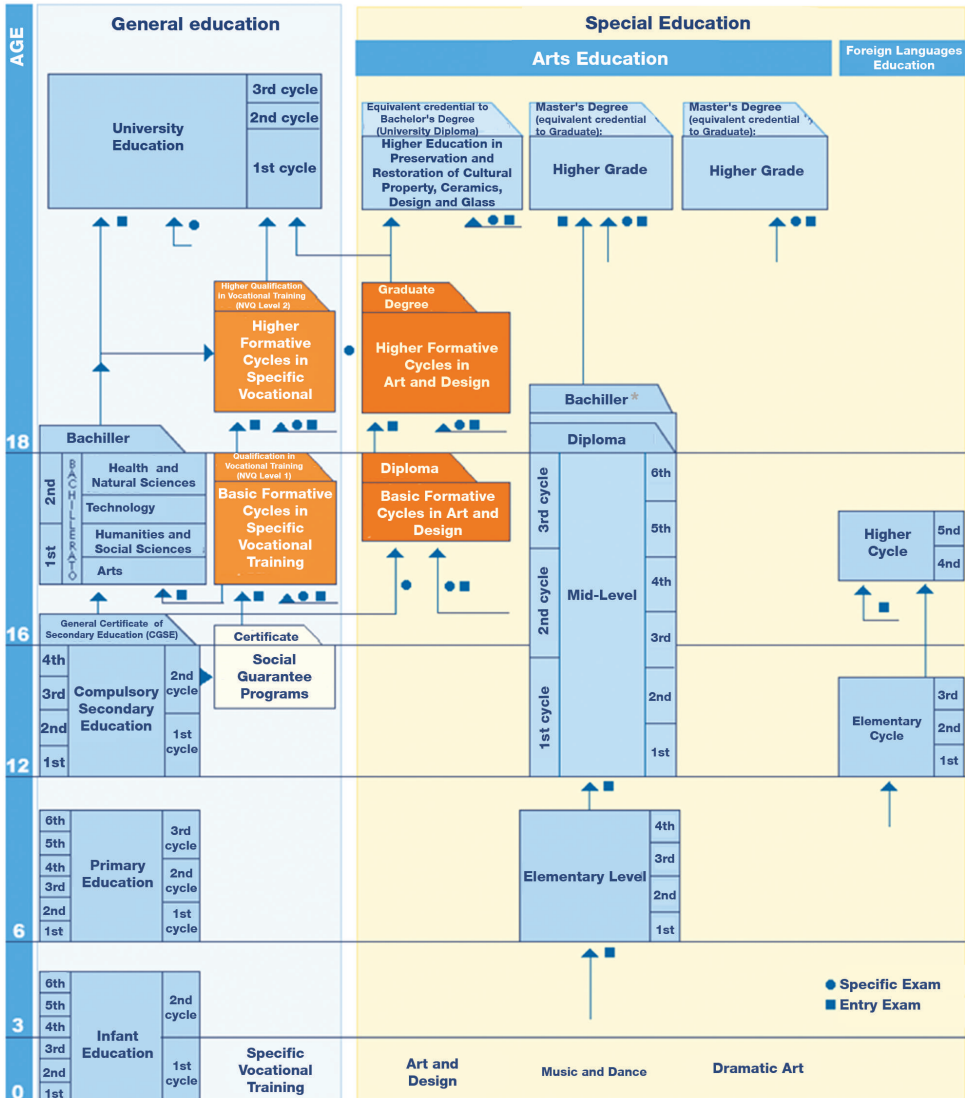 AGE
General education
Special Education
Arts Education
Foreign Languages
Education
University
Education
3rd cycle
2nd cycle
1st cycle
Equivalent credential to
Bachelor's Degree
(University Diploma)
Higher Education in
Preservation and
Restoration of Cultural
Property, Ceramics,
Design and Glass
Master's Degree
(equivalent credential
to Graduate):
Higher Grade
Master's Degree
(equivalent credential
to Graduate):
Higher Grade
Higher Qualification
in Vocational Training
(NVQ Level 2)
Higher
Formative
Cycles in
Specific
Vocational
Graduate
Degree
Higher Formative
Cycles in
Art and Design
Bachiller *
Diploma
18
Bachiller
2nd
1st
BACHILLERATO
Health and
Natural Sciences
Technology
Humanities and
Social Sciences
Arts
Qualification in
Vocational Training
(NVQ Level 1)
Basic Formative
Cycles in
Specific
Vocational
Training
Diploma
Basic Formative
Cycles in Art and
Design
3rd cycle
2nd cycle
1st cycle
Mid-Level
6th
5th
4th
3rd
2nd
1st
Higher
Cycle
5nd
4nd
16
General Certificate of
Secondary Education (CGSE)
4th
3rd
2nd
1st
Compulsory
Secondary
Education
2nd
cycle
1st
cycle
Certificate
Social
Guarantee
Programs
Elementary
Cycle
3rd
2nd
1st
12
6th
5th
4th
3rd
2nd
1st
Primary
Education
3rd
cycle
2nd
cycle
1st
cycle
Elementary Level
4th
3rd
2nd
1st
6
6th
5th
4th
3rd
2nd
1st
Infant
Education
2nd
cycle
1st
cycle
3
0
Specific Exam
Entry Exam
Specific
Vocational
Training
Art and
Design
Music and Dance
Dramatic Art